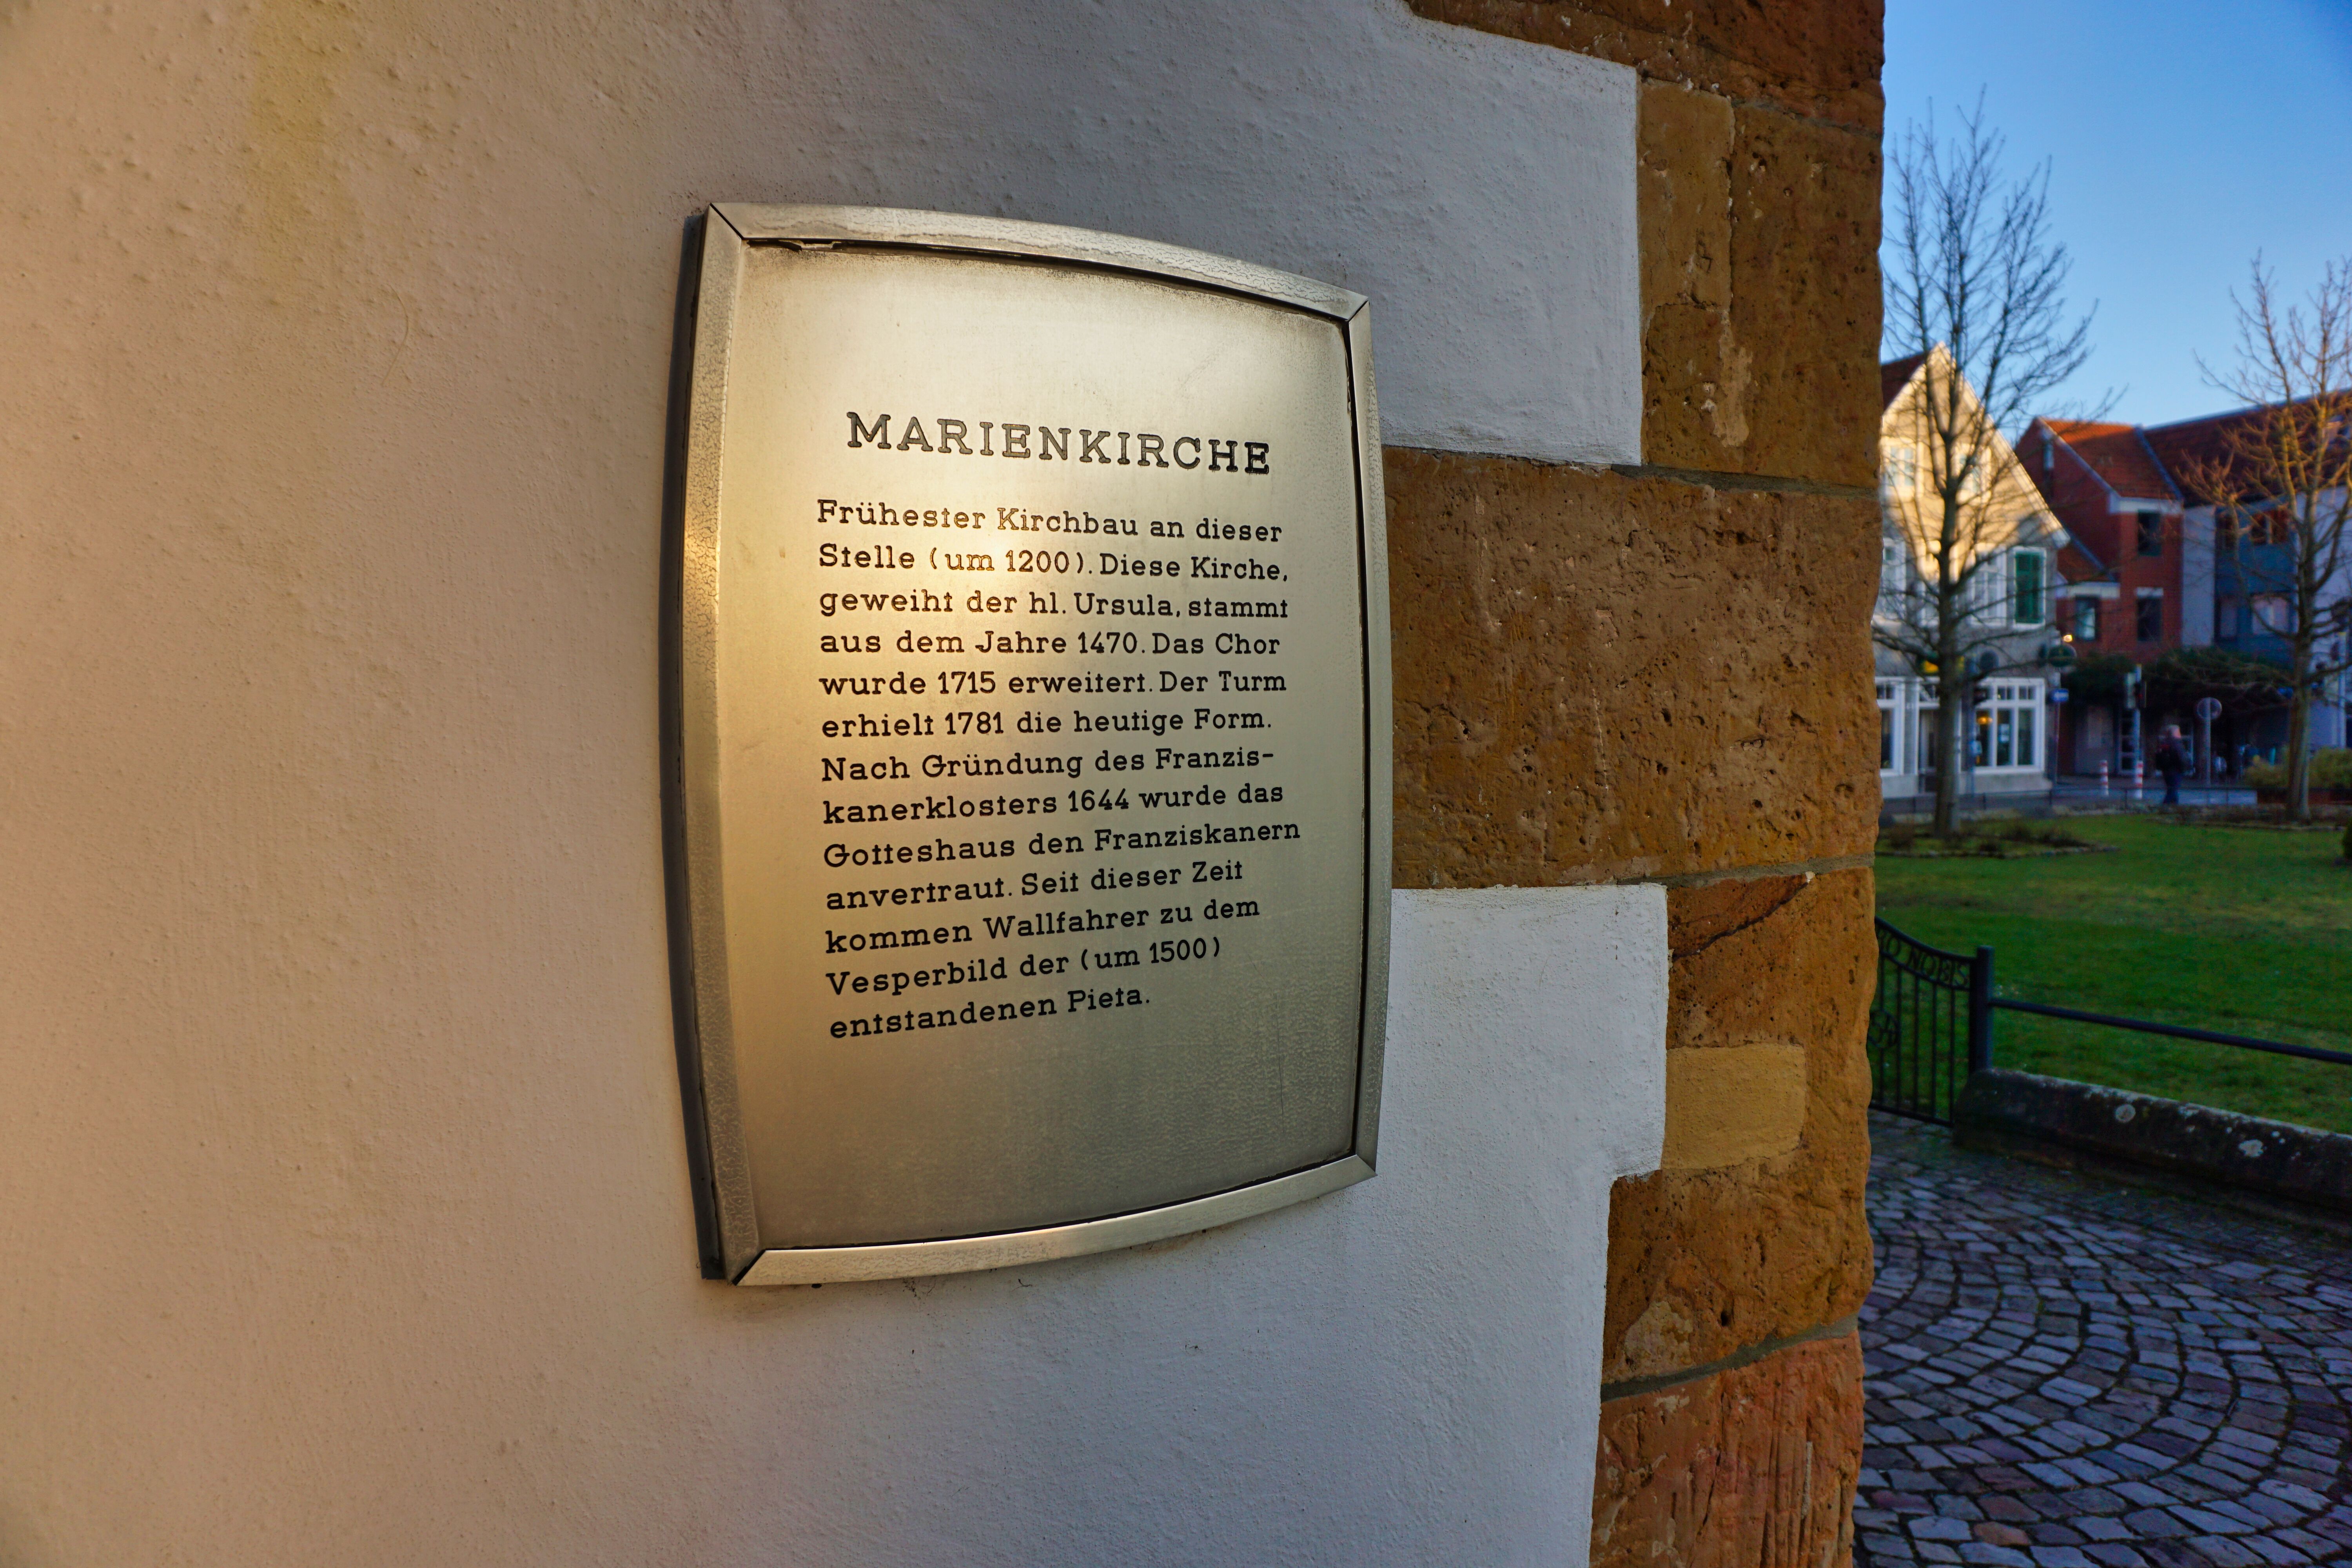 MARIENKIRCHE
Frühester Kirchbau an dieser
Stelle (um 1200). Diese Kirche,
geweiht der hl. Ursula, stammt
aus dem Jahre 1470. Das Chor
wurde 1715 erweitert. Der Turm
erhielt 1781 die heutige Form.
Nach Gründung des Franzis-
kanerklosters 1644 wurde das
Gotteshaus den Franziskanern
anvertraut. Seit dieser Zeit
kommen Wallfahrer zu dem
Vesperbild der (um 1500)
entstandenen Pieta.
NOBIS